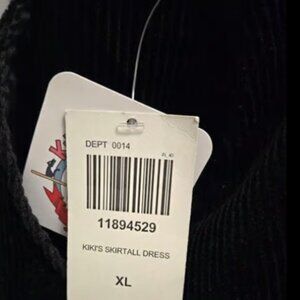 DEPT 0014
11894529
KIKI'S SKIRTALL DRESS
XL